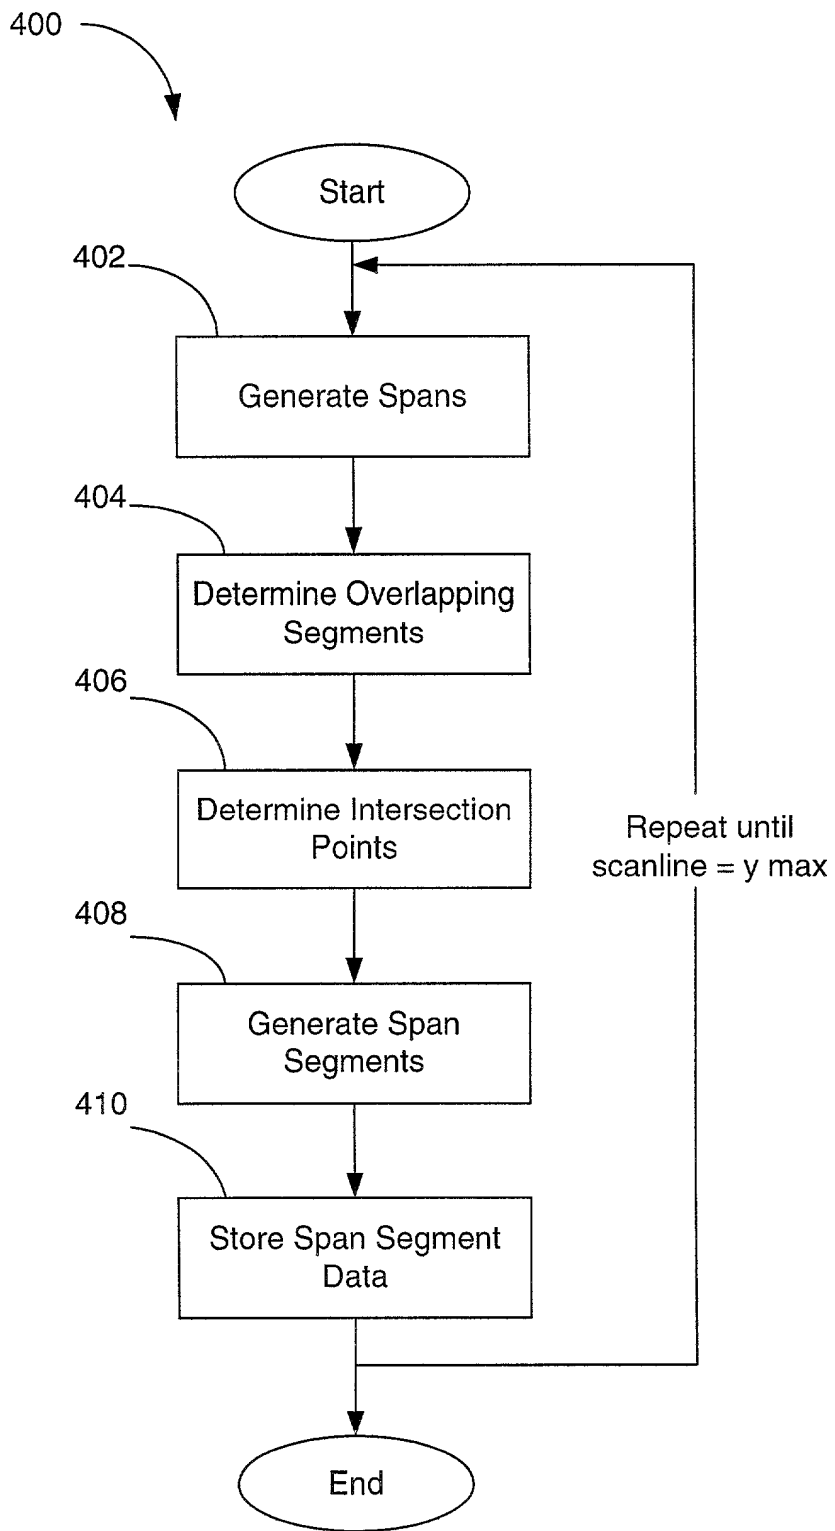 400
Start
402
Generate Spans
404
Determine Overlapping
Segments
406
Determine Intersection
Points
Repeat until
scanline = y max
408
Generate Span
Segments
410
Store Span Segment
Data
End